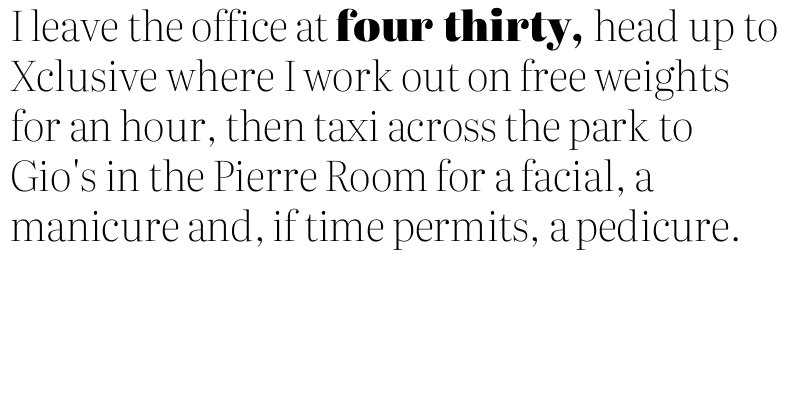 I leave the office at four thirty, head up to
Xclusive where I work out on free weights
for an hour, then taxi across the park to
Gio's in the Pierre Room for a facial, a
manicure and, if time permits, a pedicure.